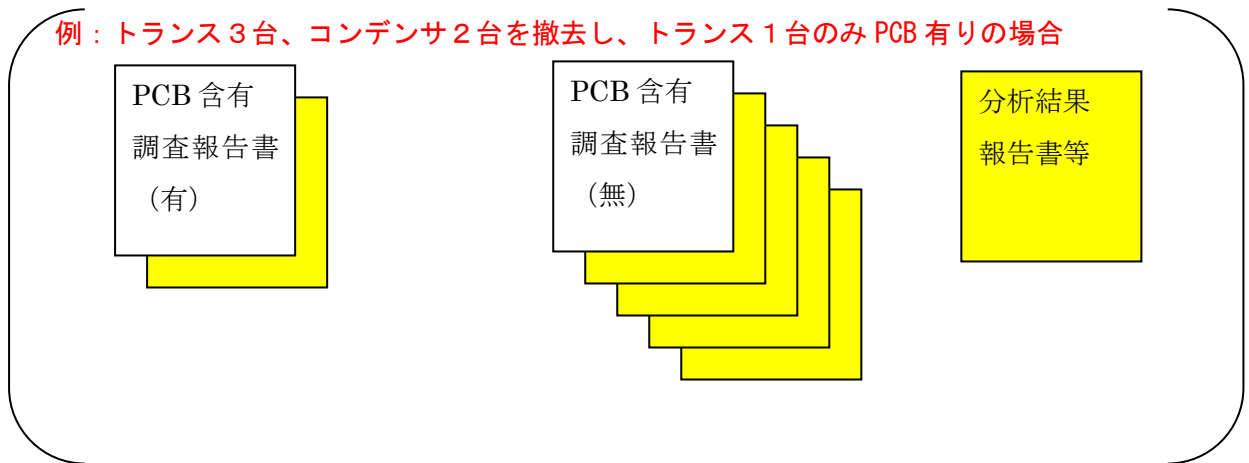 例：トランス３台、コンデンサ２台を撤去し、トランス１台のみ PCB 有りの場合
PCB 含有
調査報告書
（有）
PCB 含有
調査報告書
（無）
分析結果
報告書等